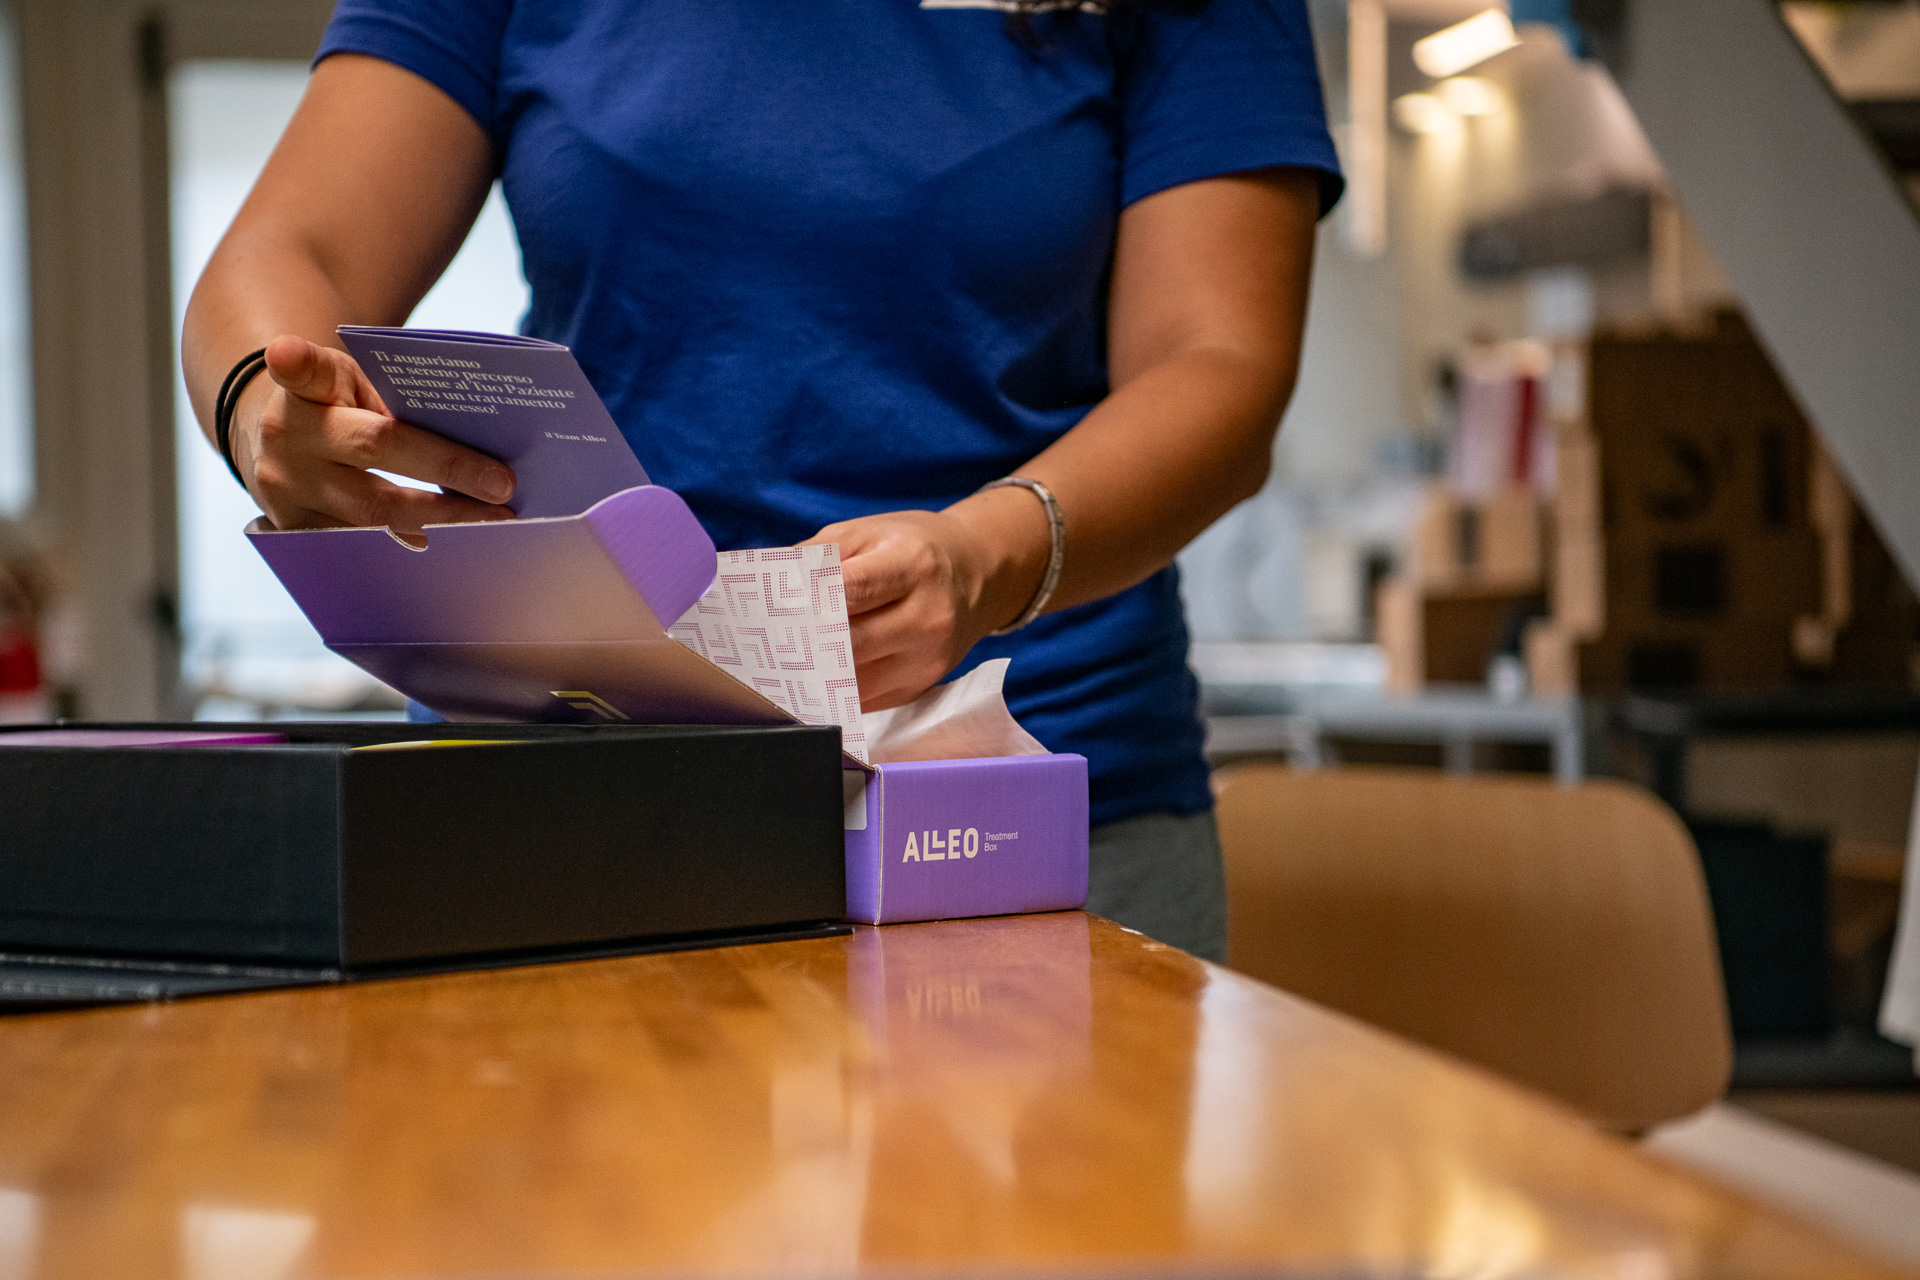 Ti auguriamo
un sereno percorso
insieme al Tuo Paziente
verso un trattamento
di successo!
Il Team Alleo
ALLEO
Treatment
Box